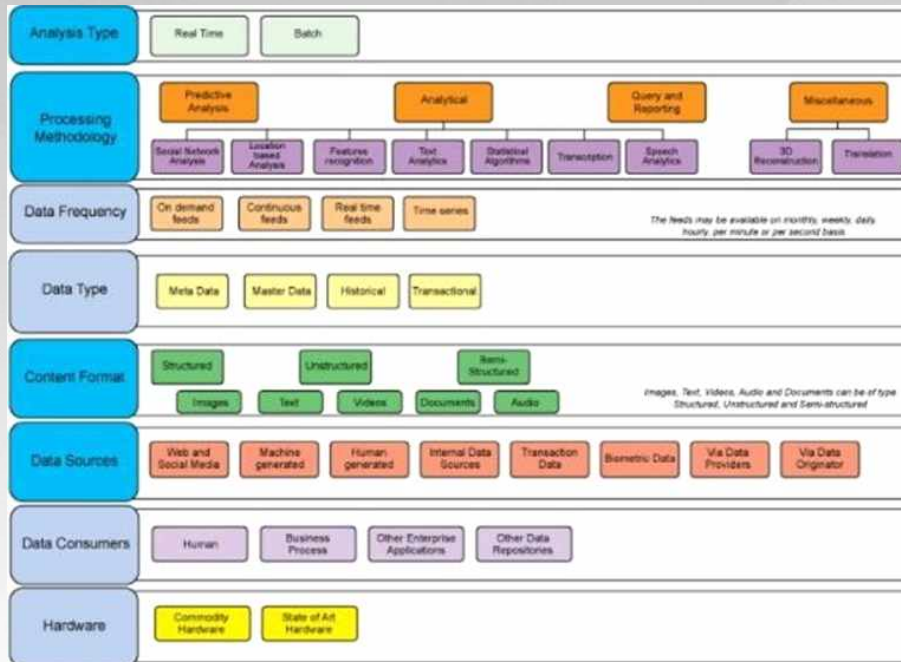 Analysis Type
Real Time
Batch
Processing
Methodology
Predictive
Analysis
Analytical
Query and
Reporting
Miscellaneous
Social Network
Analysis
Location
based
Analysis
Features
recognition
Text
Analytics
Statistical
Algorithms
Transcription
Speech
Analytics
3D
Reconstruction
Translation
Data Frequency
On demand
feeds
Continuous
feeds
Real time
feeds
Time series
The feeds may be available on monthly, weekly, daily
hourly, per minute or per second basis
Data Type
Meta Data
Master Data
Historical
Transactional
Content Format
Structured
Unstructured
Semi-
Structured
Images
Text
Videos
Documents
Audio
Images, Text, Videos, Audio and Documents can be of type
Structured, Unstructured and Semi-structured
Data Sources
Web and
Social Media
Machine
generated
Human
generated
Internal Data
Sources
Transaction
Data
Biometric Data
Via Data
Providers
Via Data
Originator
Data Consumers
Human
Business
Process
Other Enterprise
Applications
Other Data
Repositories
Hardware
Commodity
Hardware
State of Art
Hardware